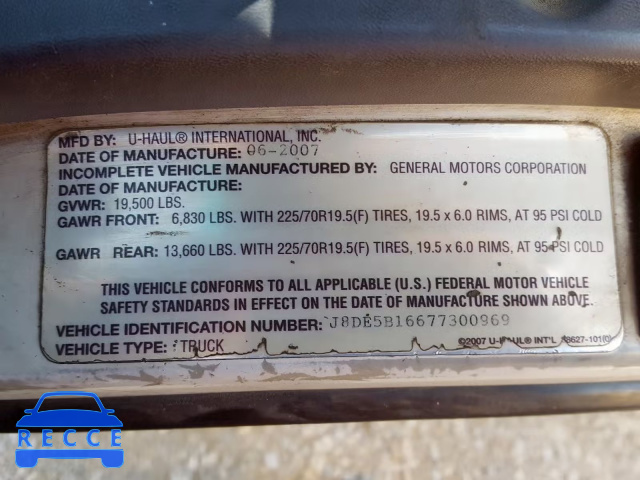 MFD BY: U-HAUL® INTERNATIONAL, INC.
DATE OF MANUFACTURE: 06-2007
INCOMPLETE VEHICLE MANUFACTURED BY: GENERAL MOTORS CORPORATION
DATE OF MANUFACTURE:
GVWR: 19,500 LBS.
GAWR FRONT: 6,830 LBS. WITH 225/70R19.5(F) TIRES, 19.5 x 6.0 RIMS, AT 95 PSI COLD
GAWR REAR: 13,660 LBS. WITH 225/70R19.5(F) TIRES, 19.5 x 6.0 RIMS, AT 95 PSI COLD
THIS VEHICLE CONFORMS TO ALL APPLICABLE (U.S.) FEDERAL MOTOR VEHICLE
SAFETY STANDARDS IN EFFECT ON THE DATE OF MANUFACTURE SHOWN ABOVE.
VEHICLE IDENTIFICATION NUMBER: J8DE5B16677300969
VEHICLE TYPE: TRUCK
©2007 U-HAUL® INT'L
RECCE